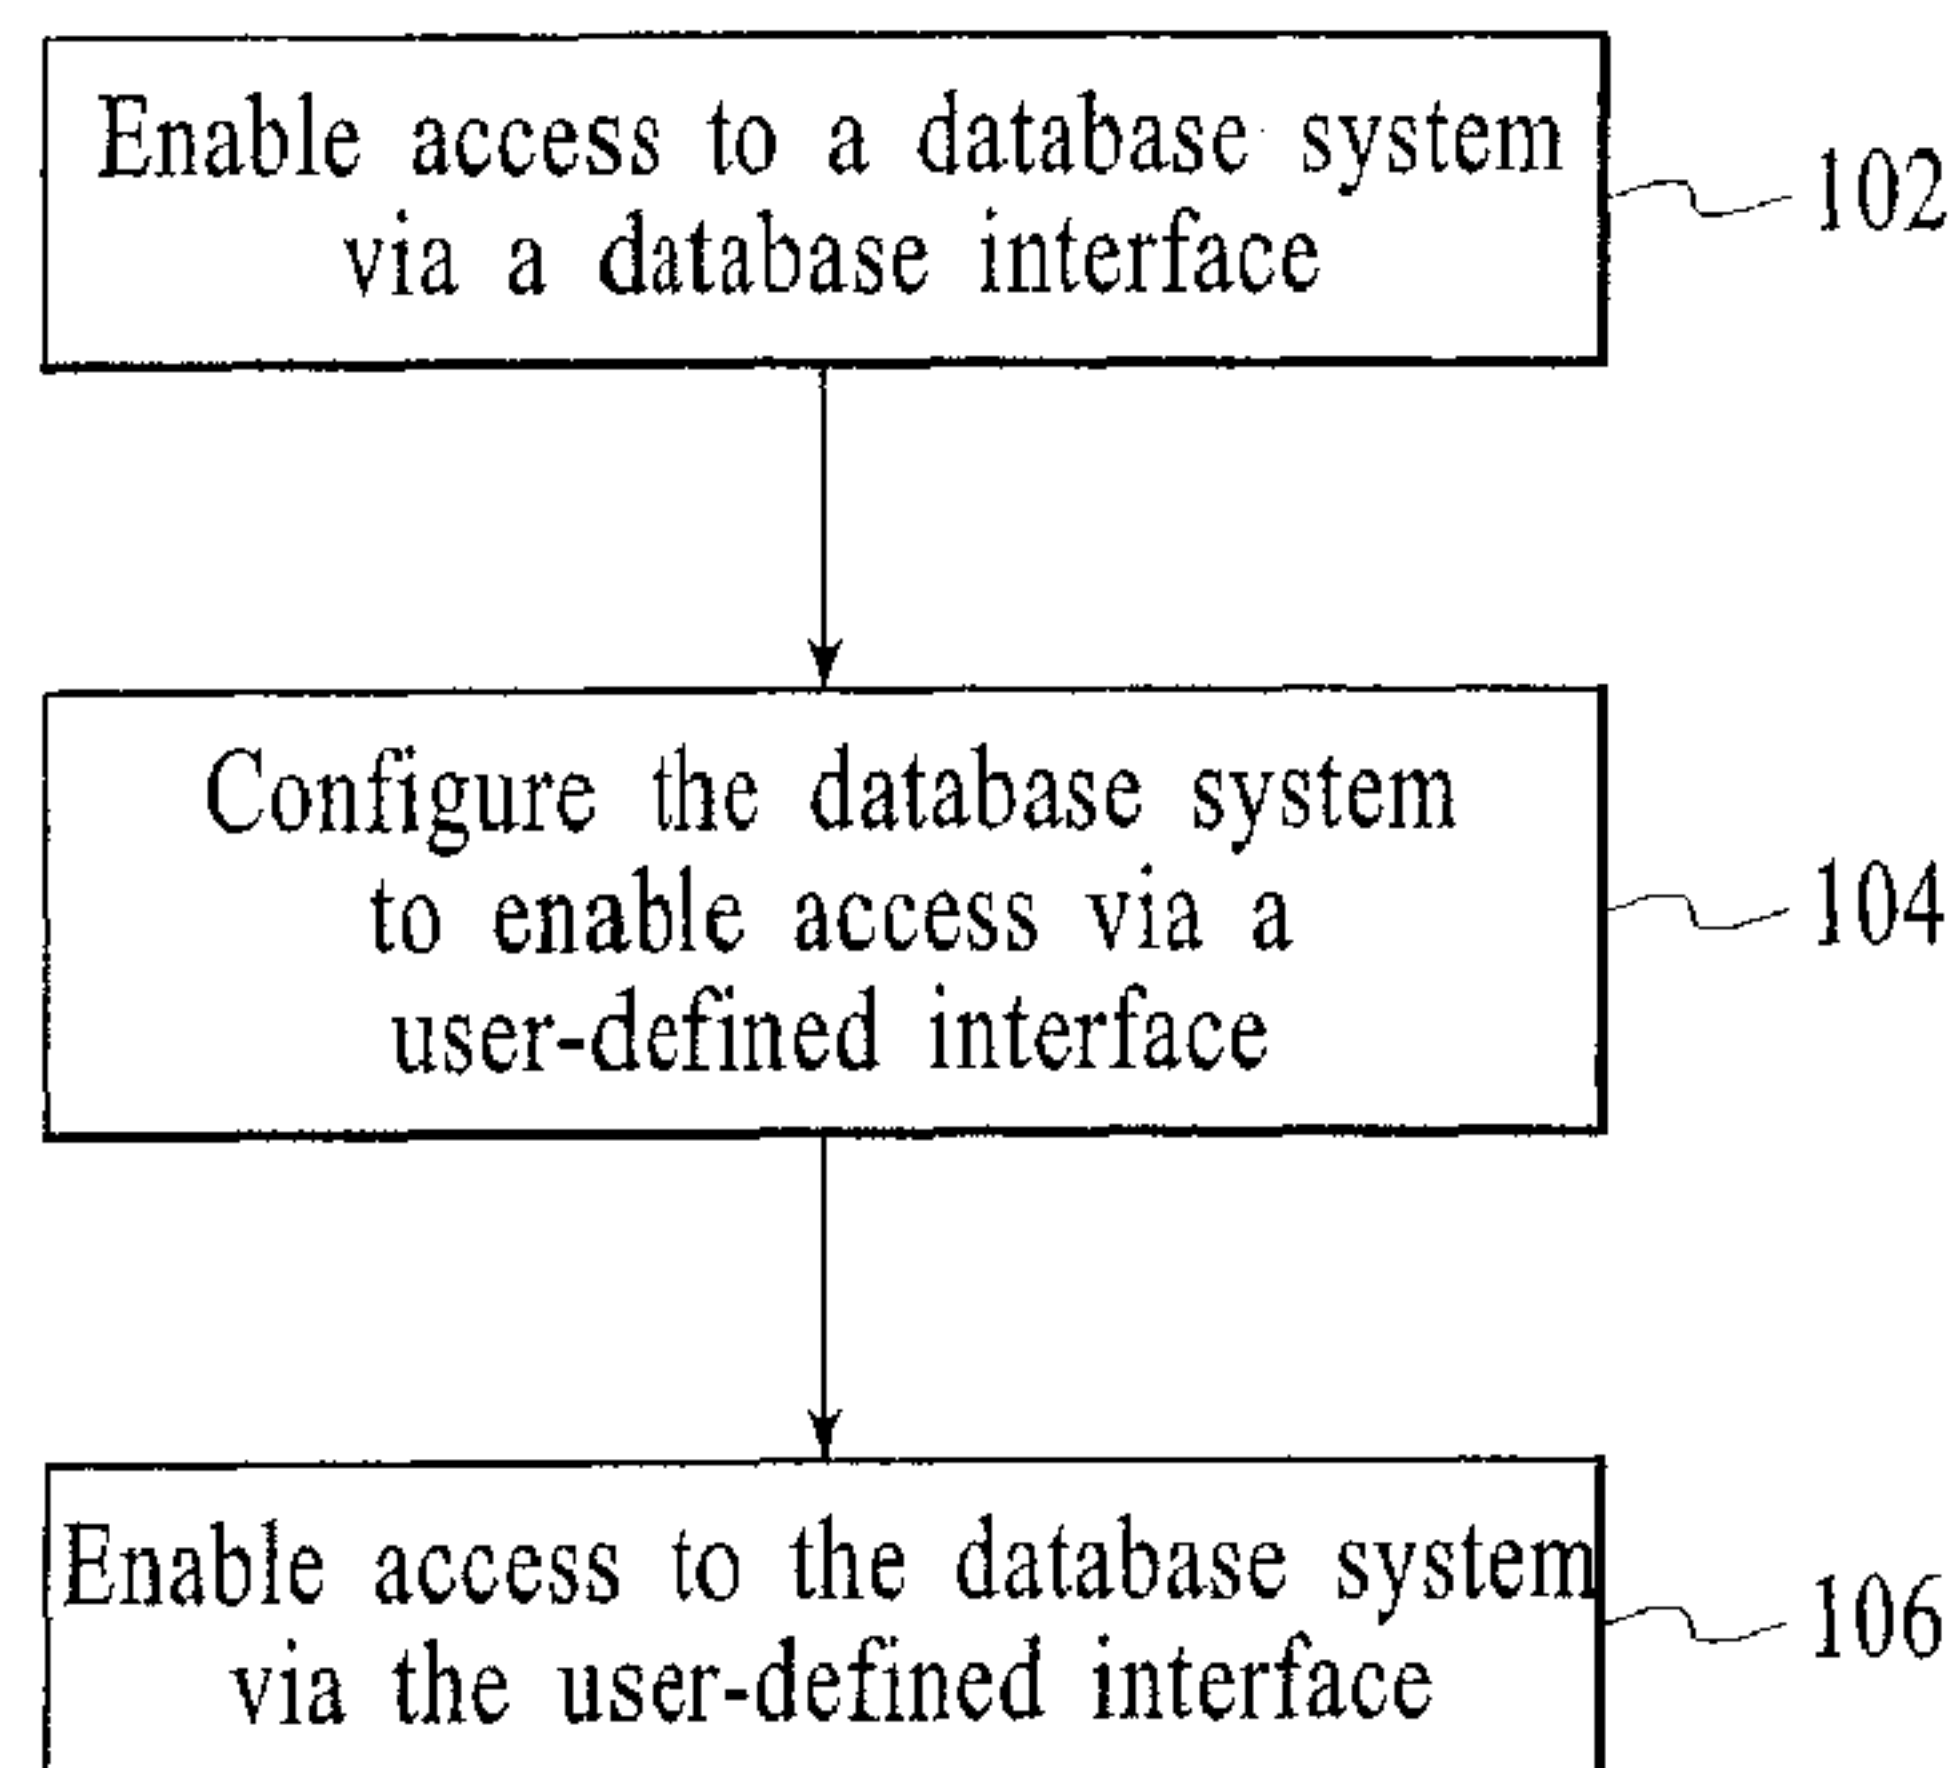 Enable access to a database system
via a database interface
102
Configure the database system
to enable access via a
user-defined interface
104
Enable access to the database system
via the user-defined interface
106